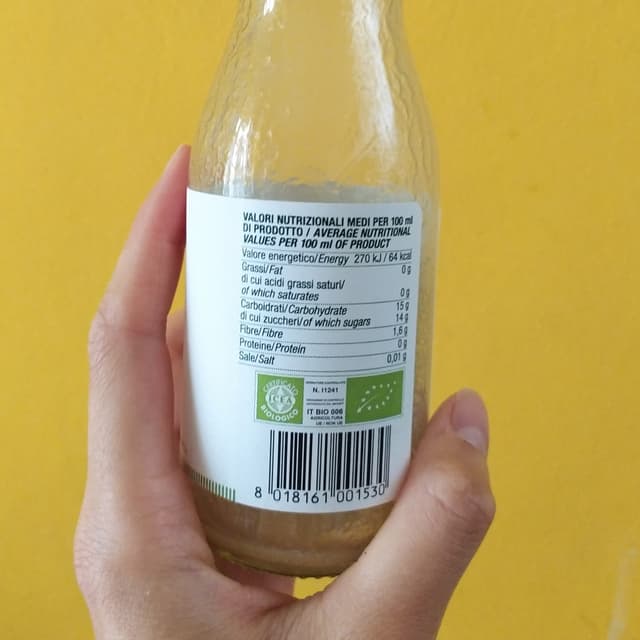 VALORI NUTRIZIONALI MEDI PER 100 ml
DI PRODOTTO / AVERAGE NUTRITIONAL
VALUES PER 100 ml OF PRODUCT
Valore energetico/Energy 270 kJ / 64 kcal
Grassi/Fat 0 g
di cui acidi grassi saturi/
of which saturates 0 g
Carboidrati/Carbohydrate 15 g
di cui zuccheri/of which sugars 14 g
Fibre/Fibre 1,6 g
Proteine/Protein 0 g
Sale/Salt 0,01 g
CERTIFICATO
ICEA
BIOLOGICO
N. I1241
IT BIO 006
AGRICOLTURA
UE / NON UE
8 018161 001530